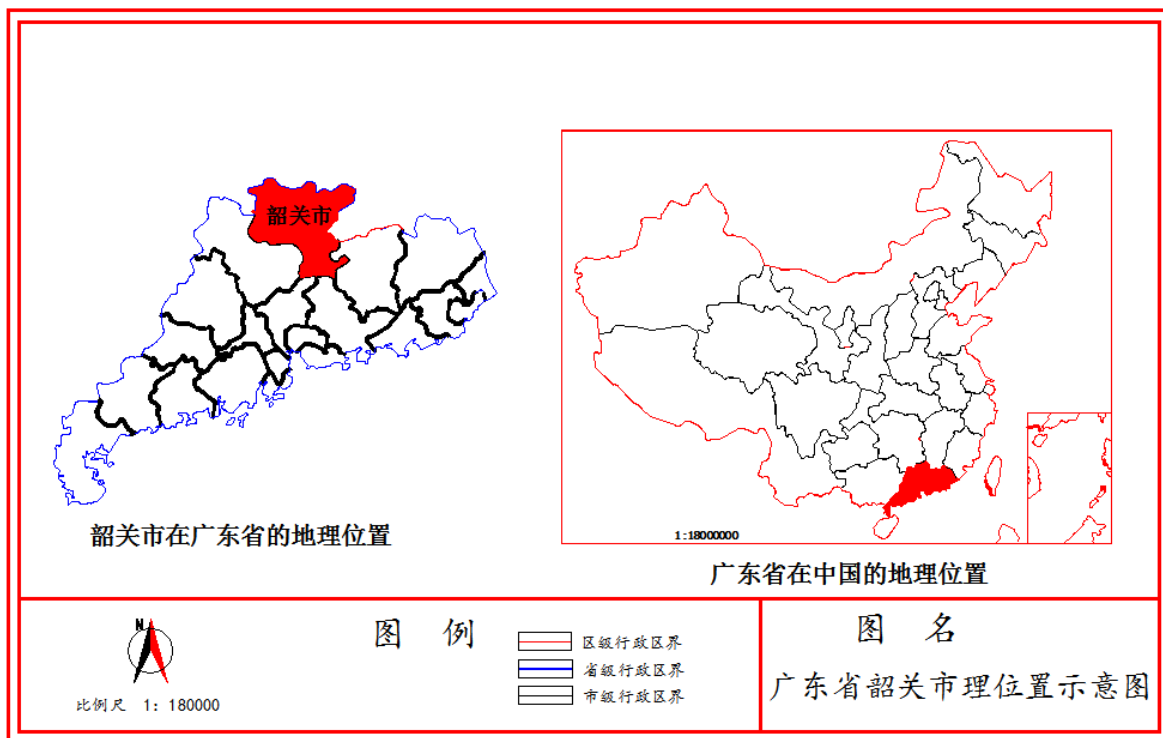 韶关市
韶关市在广东省的地理位置
1:18000000
广东省在中国的地理位置
N
比例尺 1: 180000
图 例
区级行政区界
省级行政区界
市级行政区界
图 名
广东省韶关市理位置示意图